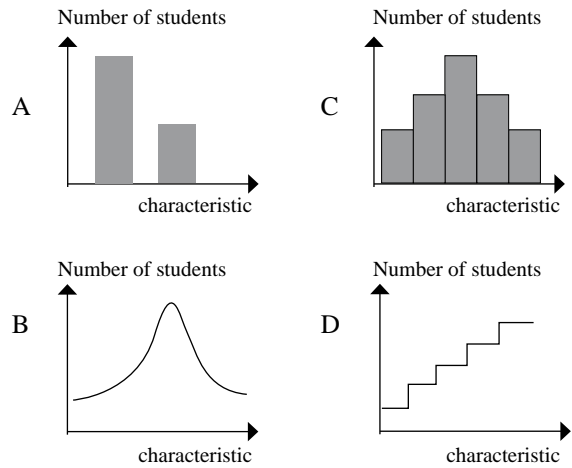 Number of students
A
characteristic
Number of students
C
characteristic
Number of students
B
characteristic
Number of students
D
characteristic